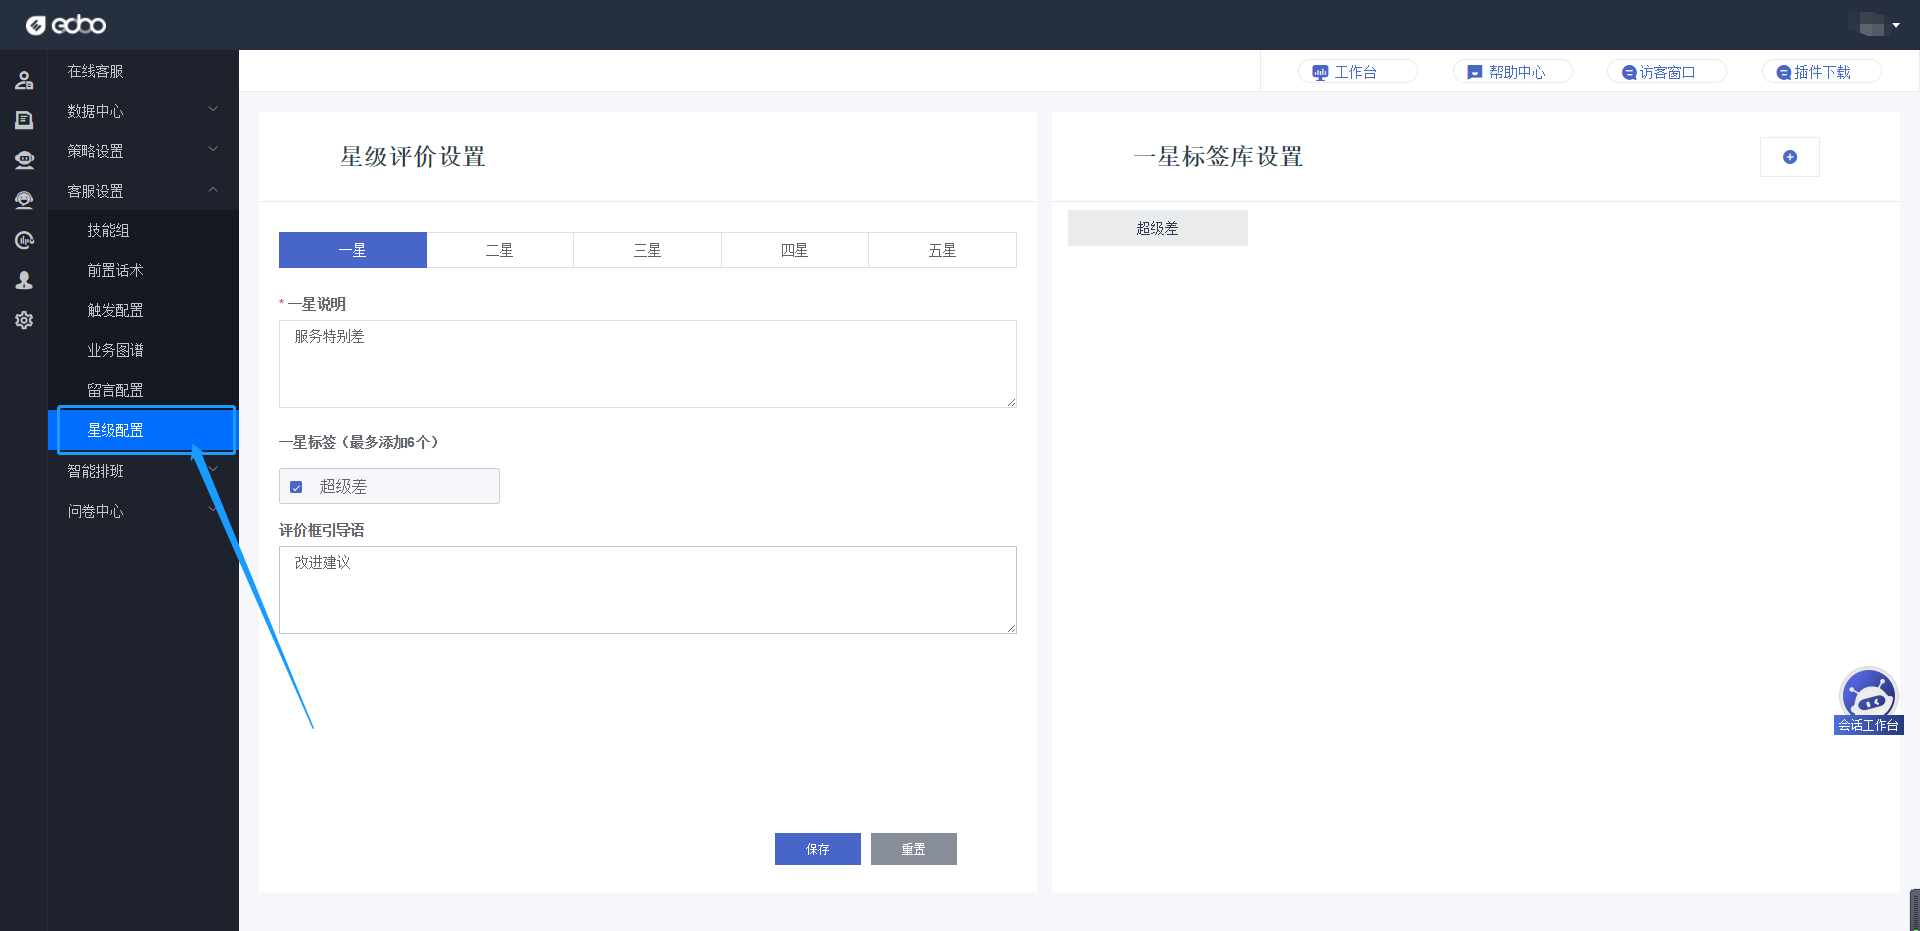 ecbo
在线客服
数据中心
策略设置
客服设置
技能组
前置话术
触发配置
业务图谱
留言配置
星级配置
智能排班
问卷中心
工作台
帮助中心
访客窗口
插件下载
星级评价设置
一星
二星
三星
四星
五星
* 一星说明
服务特别差
一星标签（最多添加6个）
超级差
评价框引导语
改进建议
保存
重置
一星标签库设置
超级差
会话工作台